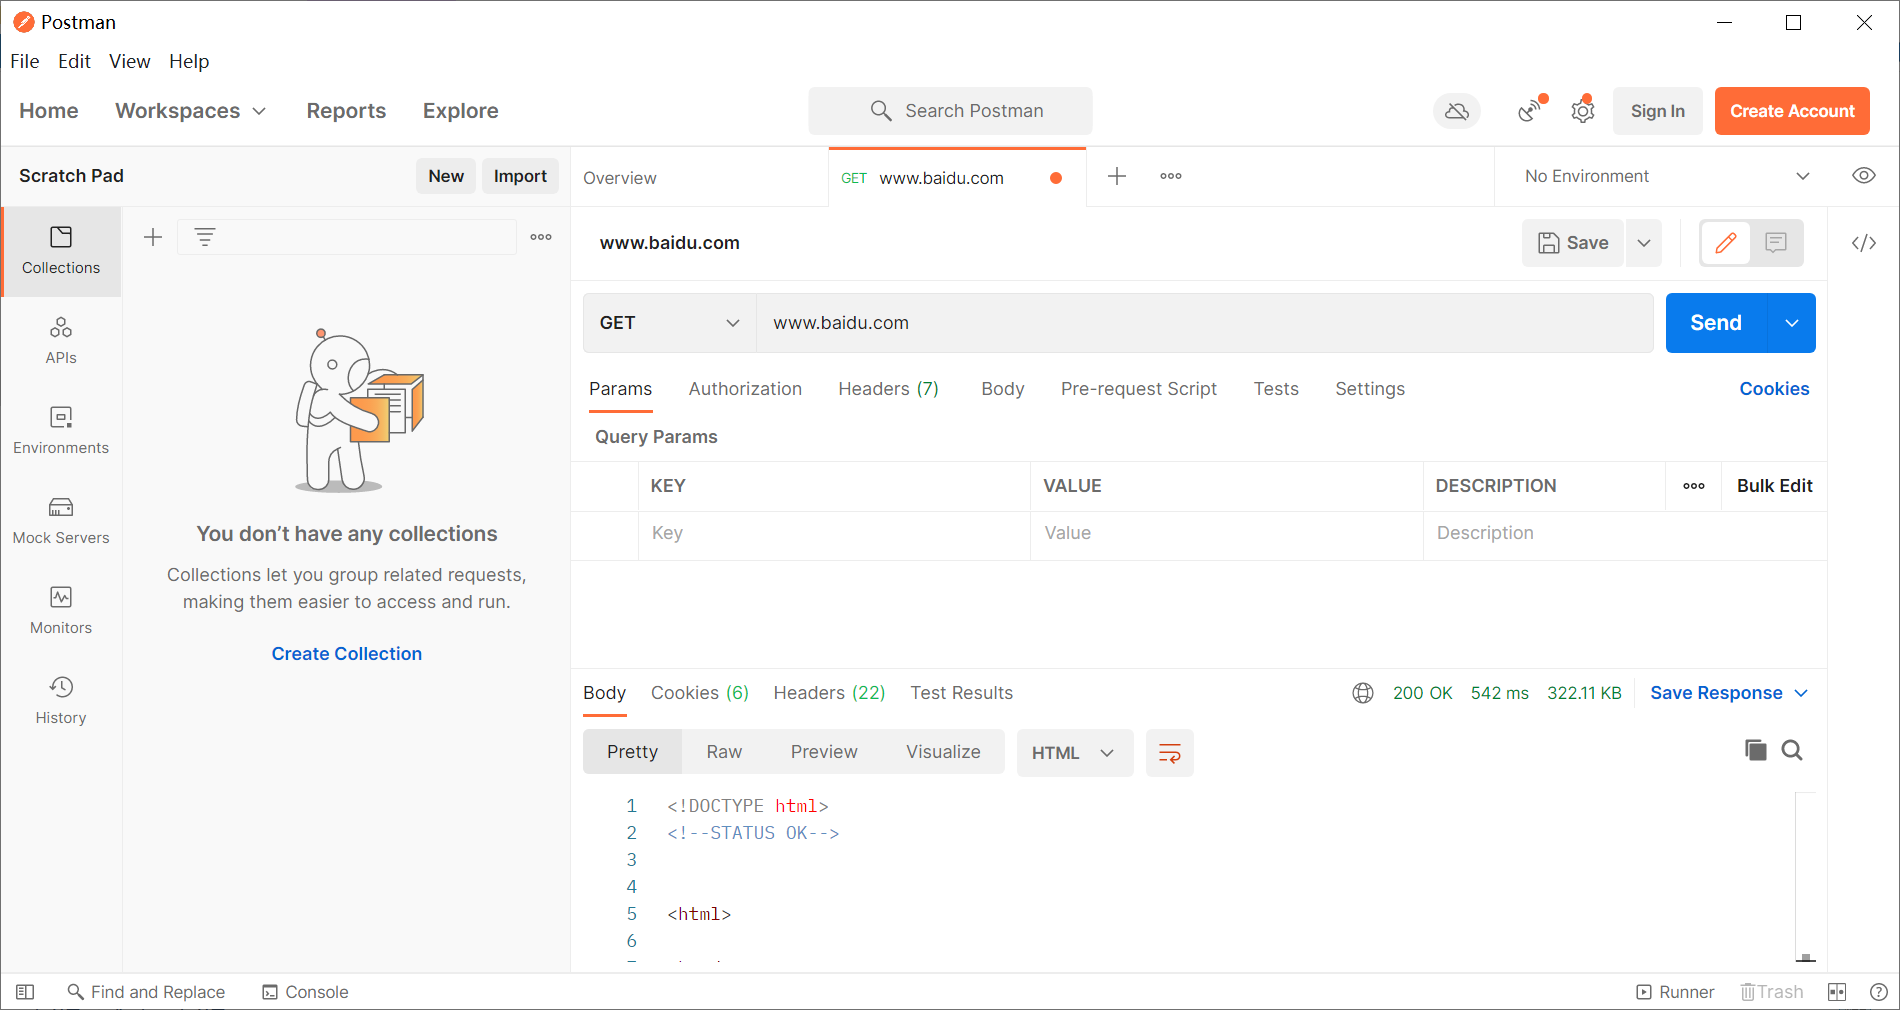 Postman
File Edit View Help
Home Workspaces Reports Explore Search Postman Sign In Create Account
Scratch Pad New Import Overview GET www.baidu.com No Environment
Collections
APIs
Environments
Mock Servers
Monitors
History
You don’t have any collections
Collections let you group related requests,
making them easier to access and run.
Create Collection
www.baidu.com Save
GET www.baidu.com Send
Params Authorization Headers (7) Body Pre-request Script Tests Settings Cookies
Query Params
KEY VALUE DESCRIPTION Bulk Edit
Key Value Description
Body Cookies (6) Headers (22) Test Results 200 OK 542 ms 322.11 KB Save Response
Pretty Raw Preview Visualize HTML
1 <!DOCTYPE html>
2 <!--STATUS OK-->
3
4
5 <html>
6
Find and Replace Console Runner Trash